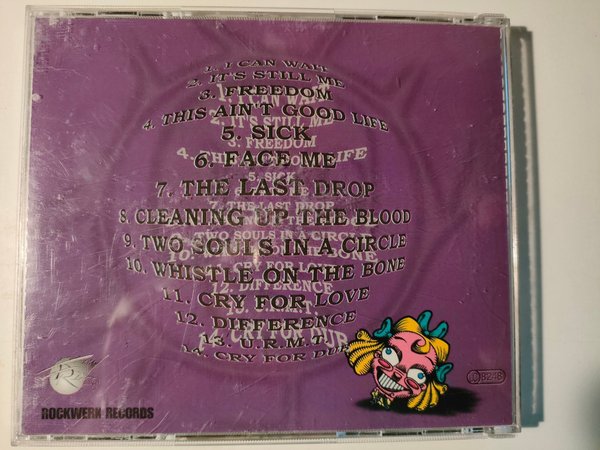 1. I CAN WAIT
2. IT'S STILL ME
3. FREEDOM
4. THIS AIN'T GOOD LIFE
5. SICK
6. FACE ME
7. THE LAST DROP
8. CLEANING UP THE BLOOD
9. TWO SOULS IN A CIRCLE
10. WHISTLE ON THE BONE
11. CRY FOR LOVE
12. DIFFERENCE
13. U.R.M.T.
14. CRY FOR DUB
ROCKWERK RECORDS